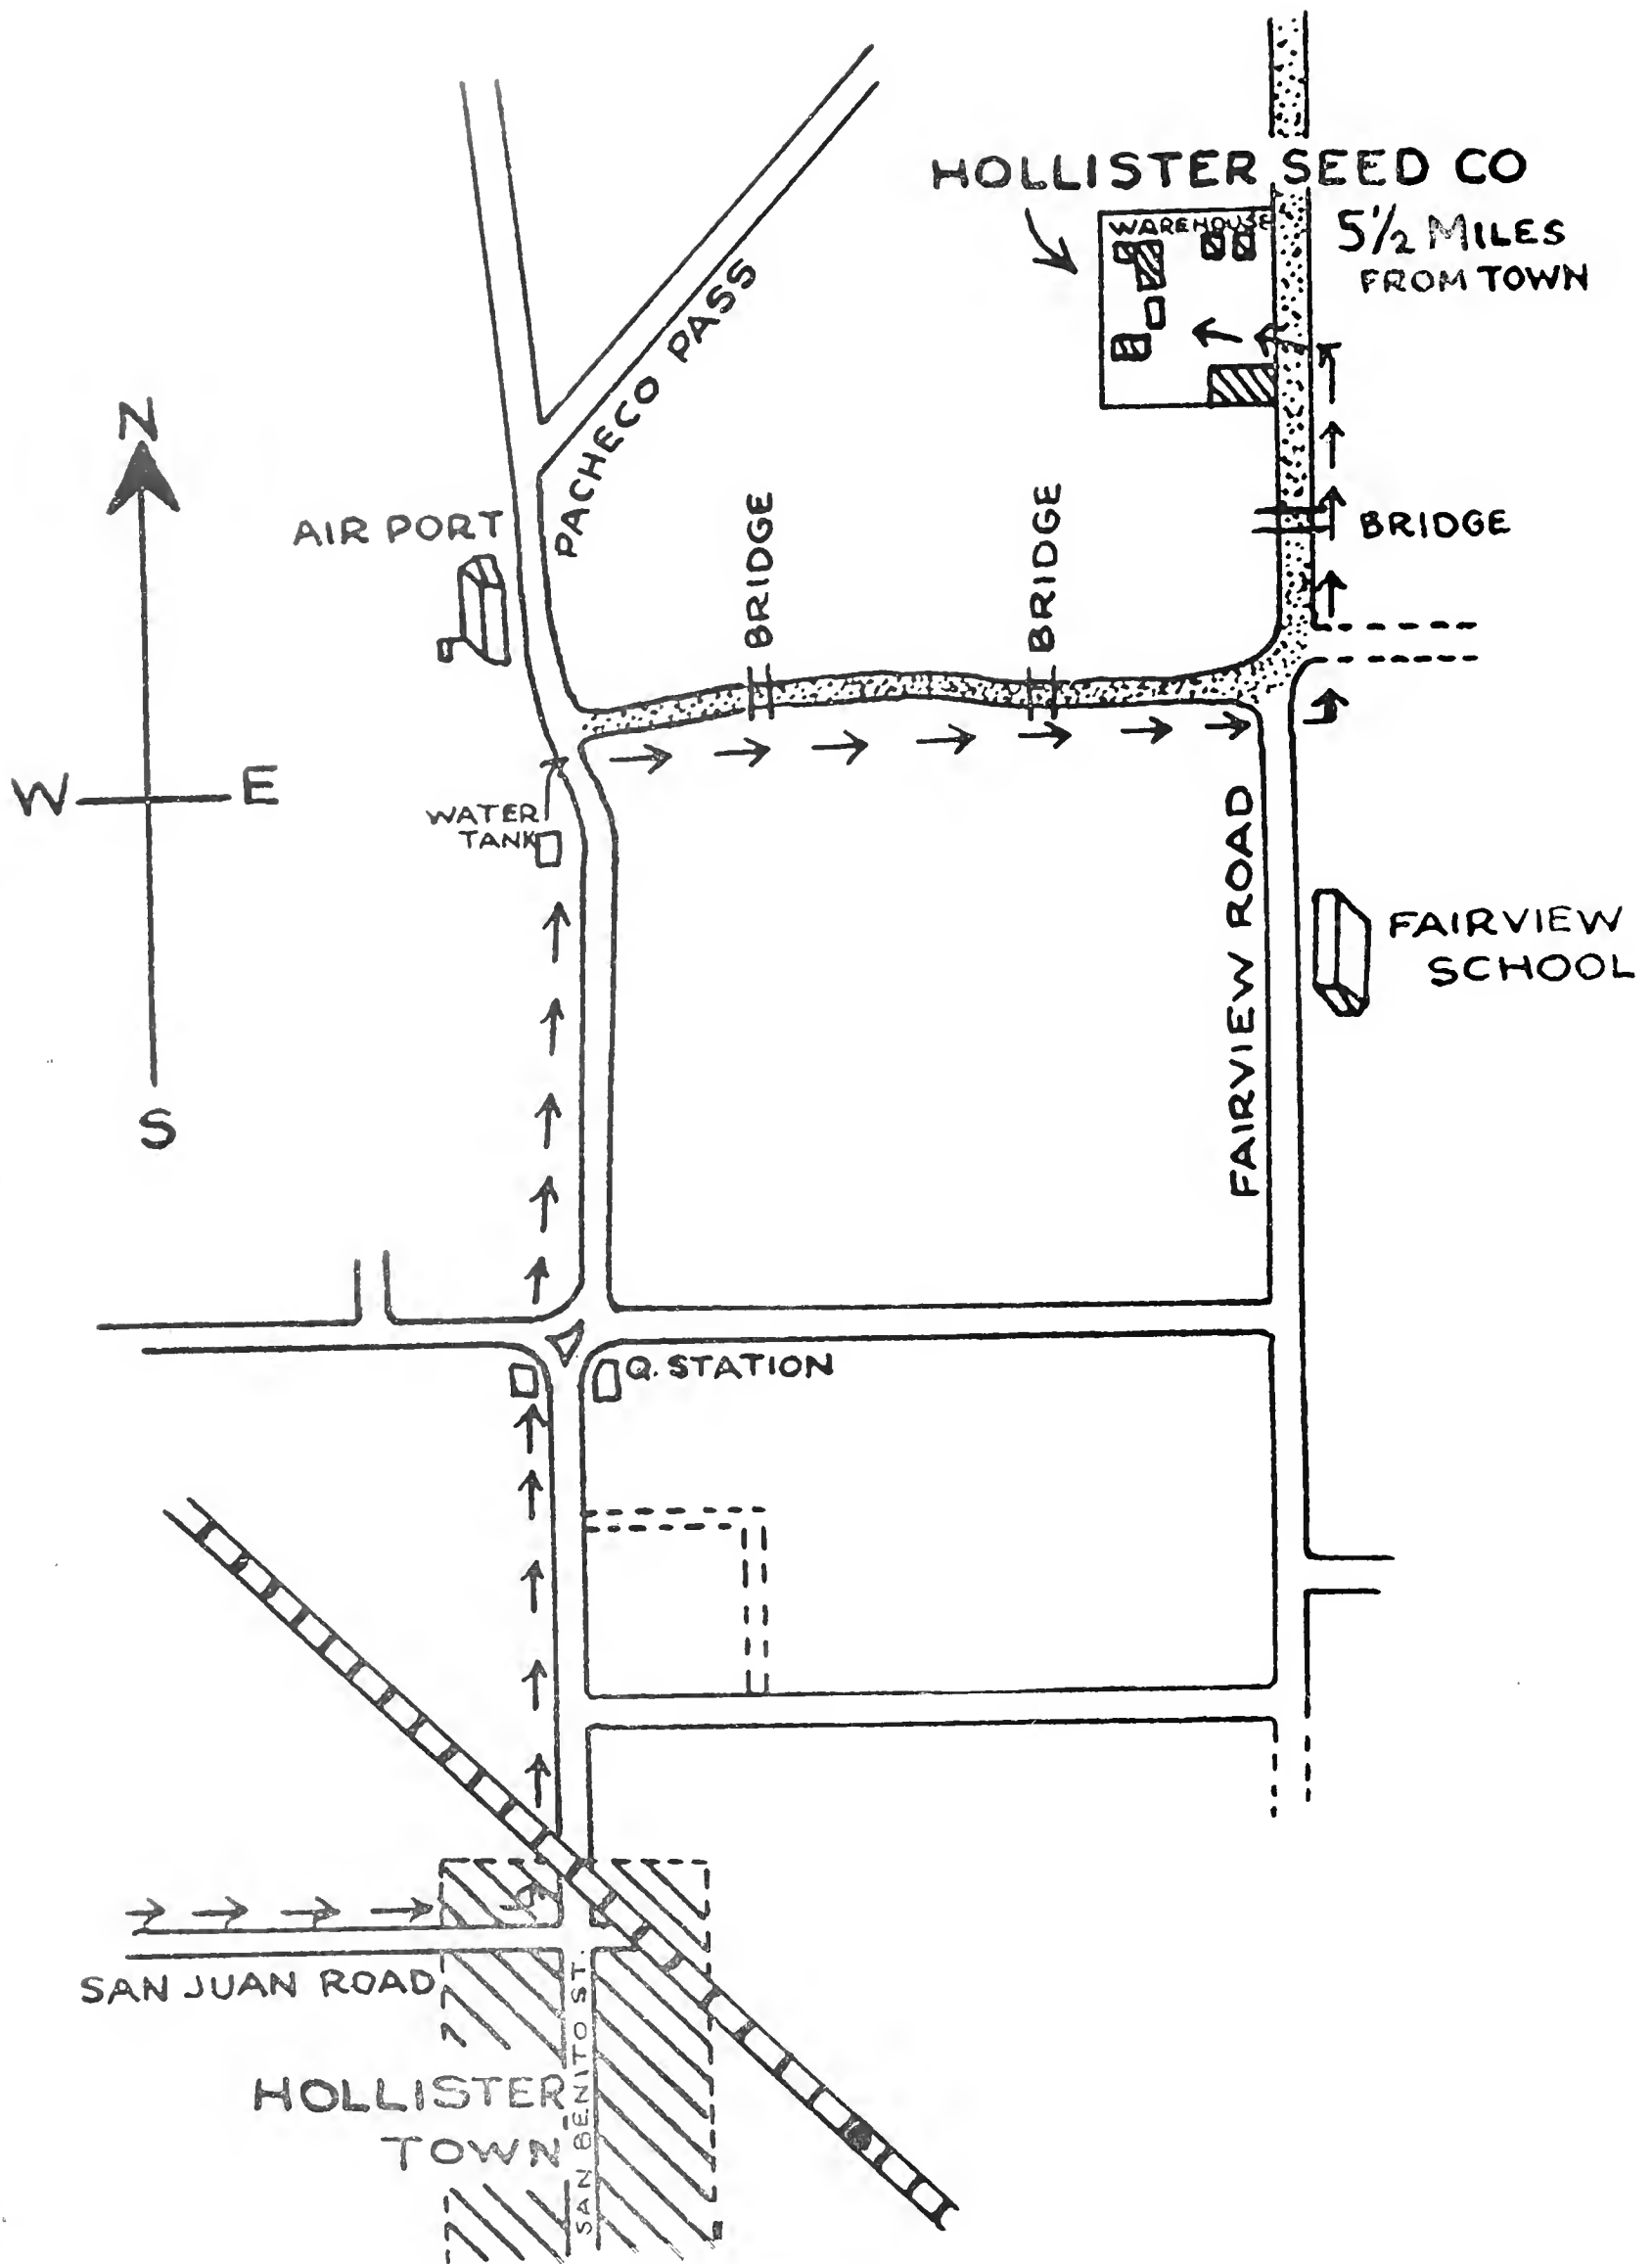 HOLLISTER SEED CO
WAREHOUSE
5½ MILES
FROM TOWN
PACHECO PASS
N
AIR PORT
BRIDGE
BRIDGE
BRIDGE
W
E
S
WATER
TANK
FAIRVIEW ROAD
FAIRVIEW
SCHOOL
Q. STATION
SAN JUAN ROAD
HOLLISTER
TOWN
SAN BENITO ST.